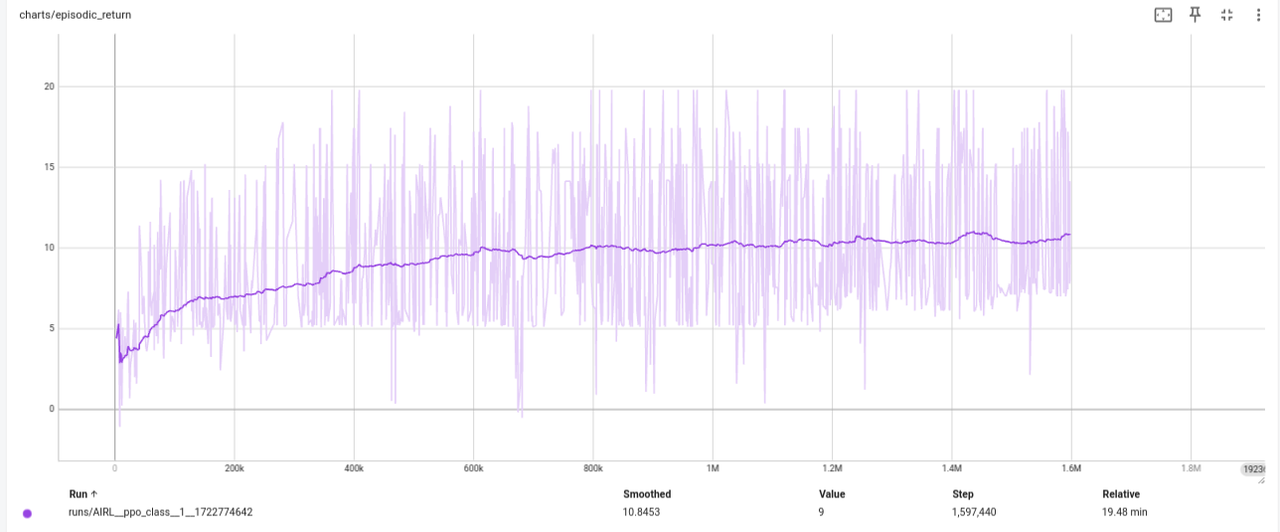 charts/episodic_return
20
15
10
5
0
0 200k 400k 600k 800k 1M 1.2M 1.4M 1.6M 1.8M
Run ↑ Smoothed Value Step Relative
runs/AIRL__ppo_class__1__1722774642 10.8453 9 1,597,440 19.48 min